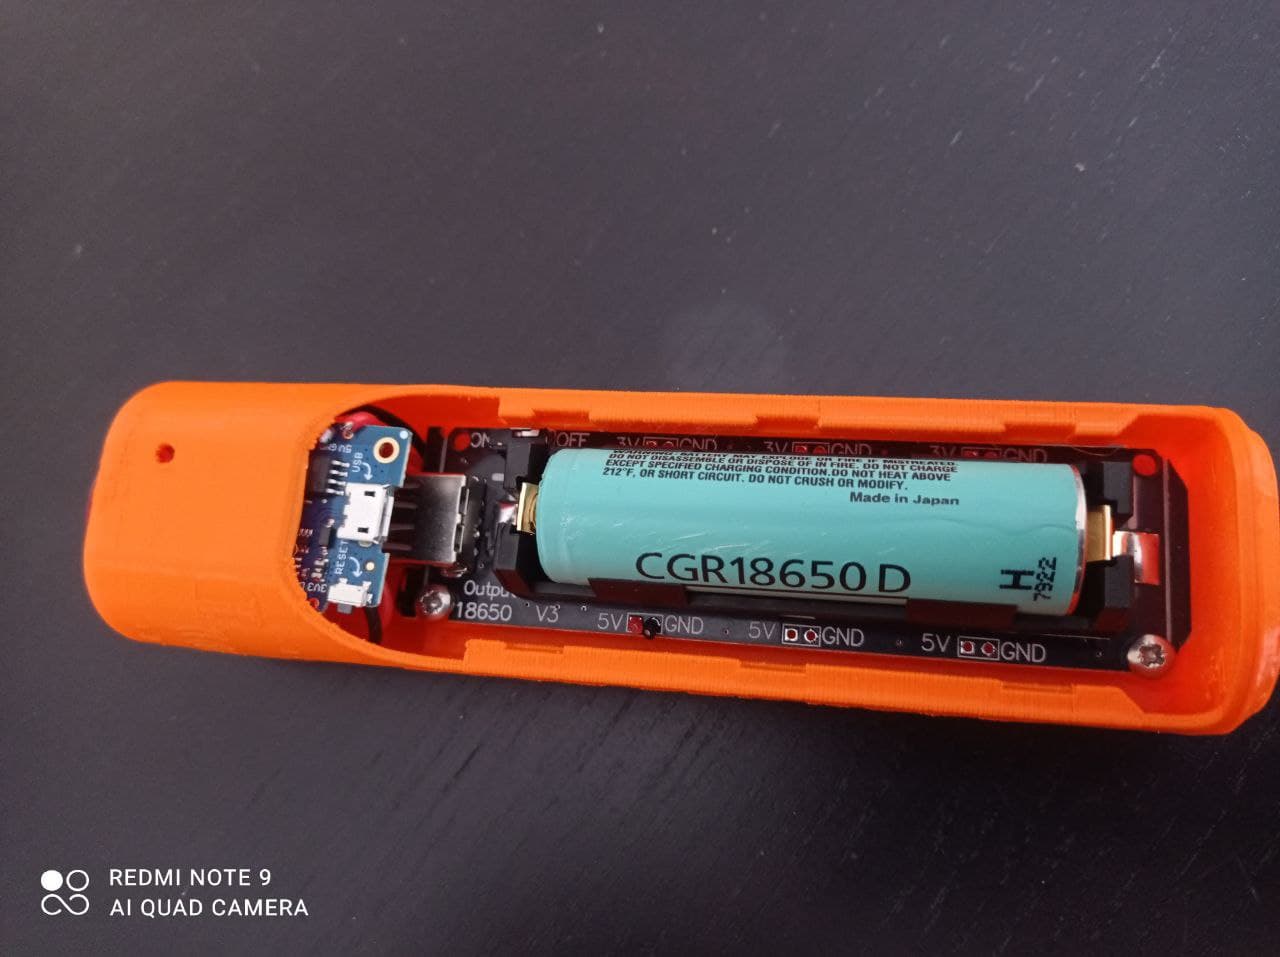 5V G
USB
RESET
3V3
OFF
3V GND
3V GND
3V GND
DO NOT DISASSEMBLE OR DISPOSE OF IN FIRE. DO NOT CHARGE
EXCEPT SPECIFIED CHARGING CONDITION.DO NOT HEAT ABOVE
212°F, OR SHORT CIRCUIT. DO NOT CRUSH OR MODIFY.
Made in Japan
CGR18650D
H
7922
Output
18650 V3
5V GND
5V GND
5V GND
REDMI NOTE 9
AI QUAD CAMERA